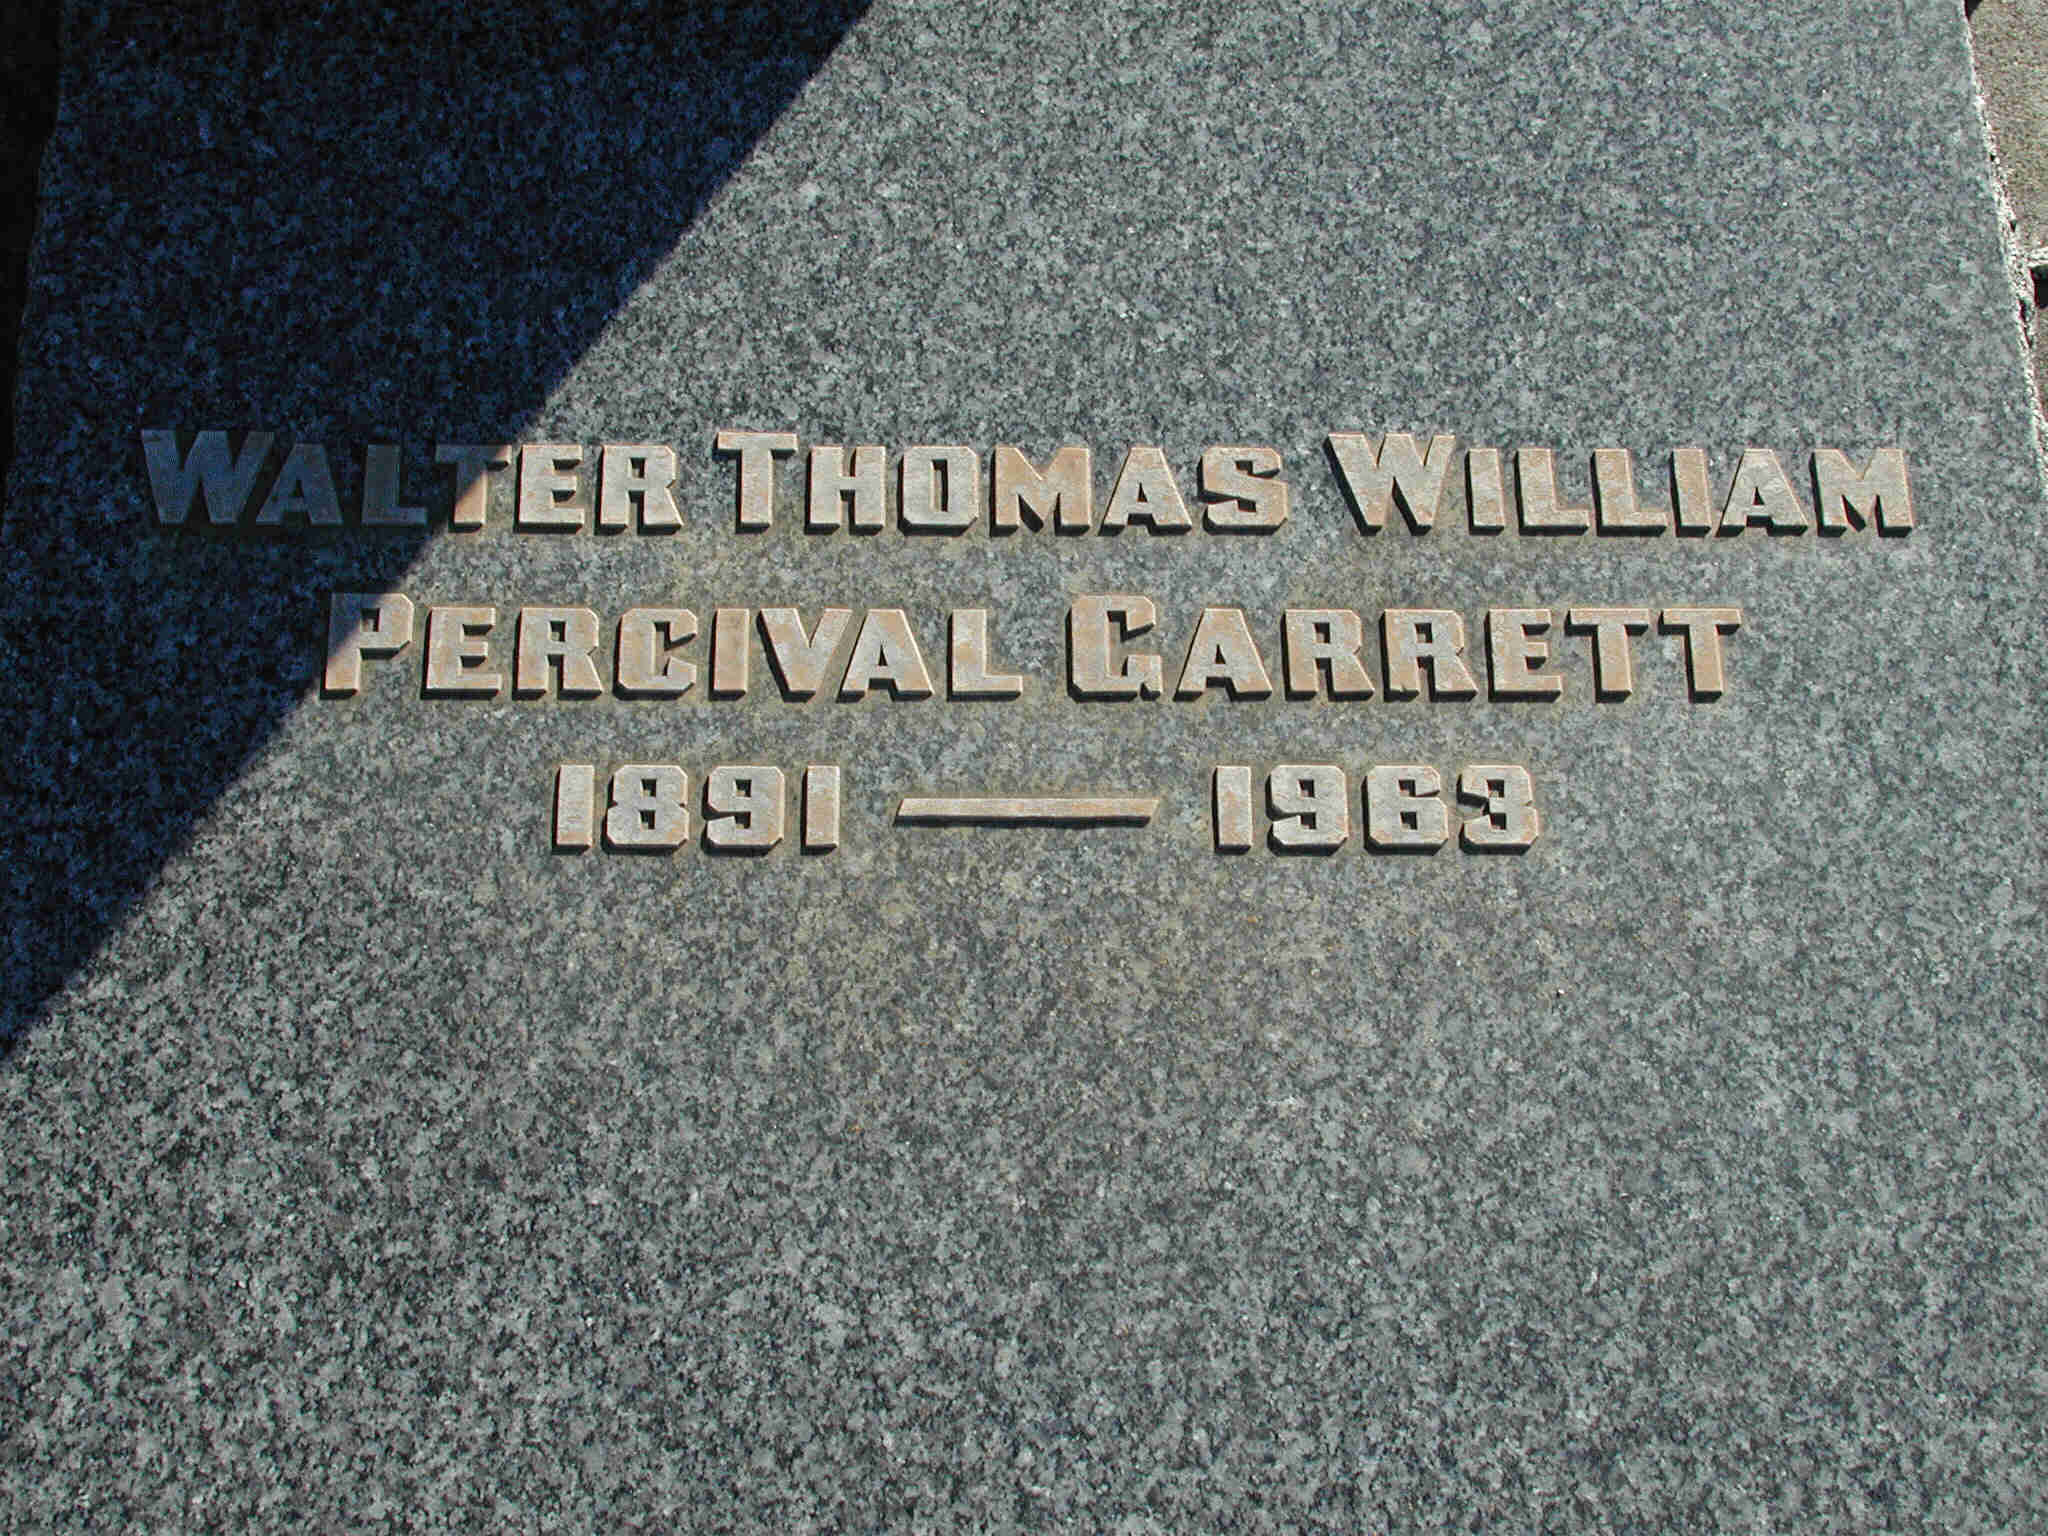 WALTER THOMAS WILLIAM
PERCIVAL GARRETT
1891 — 1963